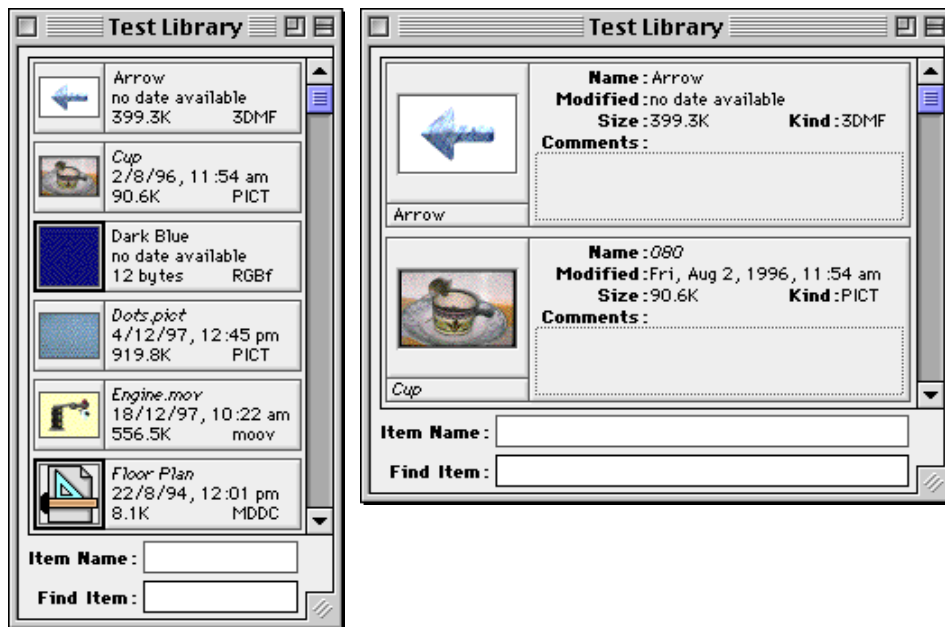 Test Library
Arrow
no date available
399.3K 3DMF
Cup
2/8/96, 11:54 am
90.6K PICT
Dark Blue
no date available
12 bytes RGBf
Dots.pict
4/12/97, 12:45 pm
919.8K PICT
Engine.mov
18/12/97, 10:22 am
556.5K moov
Floor Plan
22/8/94, 12:01 pm
8.1K MDDC
Item Name:
Find Item:
Test Library
Name: Arrow
Modified: no date available
Size: 399.3K Kind: 3DMF
Comments:
Arrow
Name: 080
Modified: Fri, Aug 2, 1996, 11:54 am
Size: 90.6K Kind: PICT
Comments:
Cup
Item Name:
Find Item: